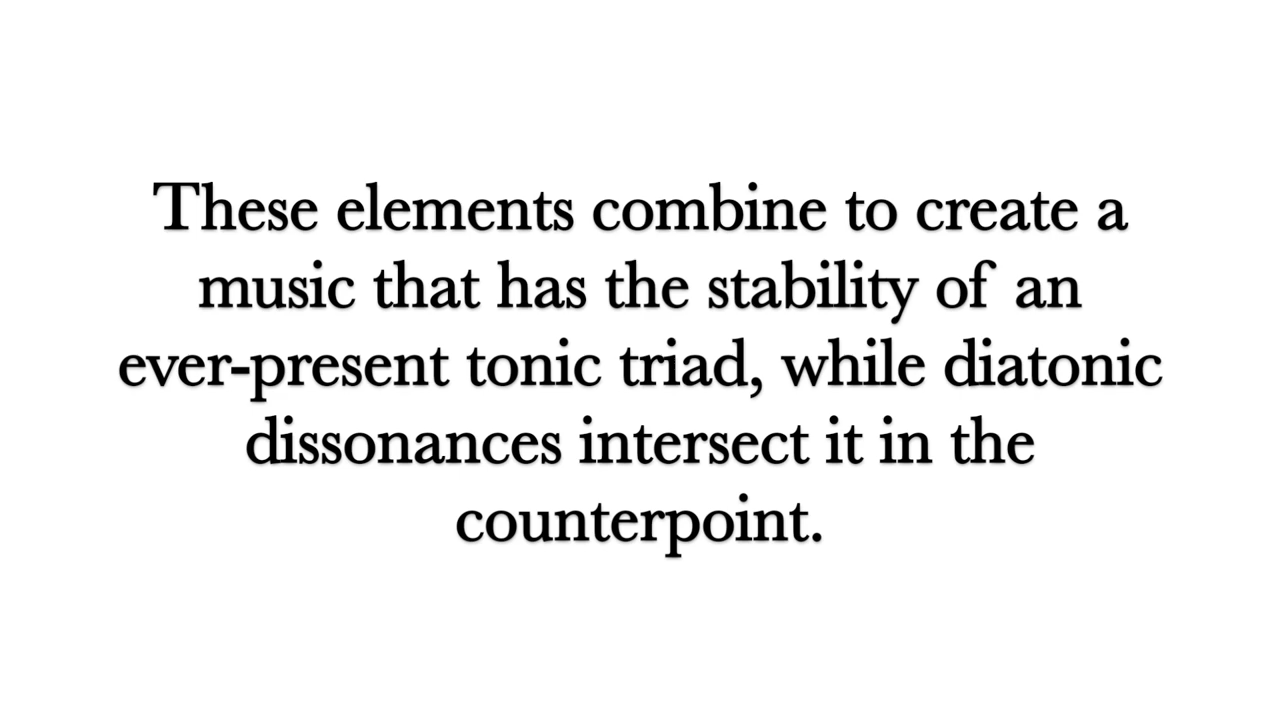 These elements combine to create a
music that has the stability of an
ever-present tonic triad, while diatonic
dissonances intersect it in the
counterpoint.